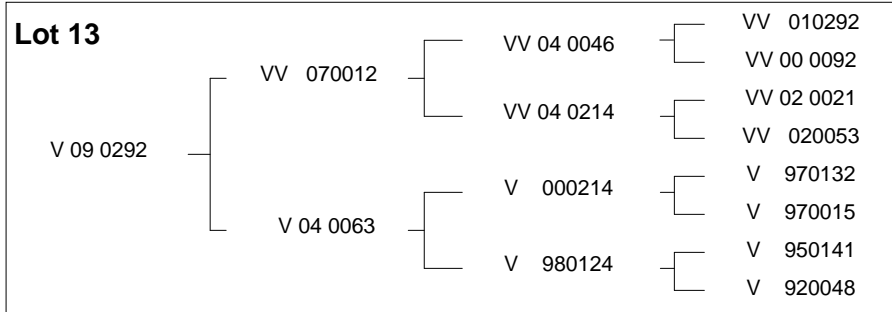 Lot 13
VV 010292
VV 04 0046
VV 00 0092
VV 070012
VV 02 0021
VV 04 0214
VV 020053
V 09 0292
V 970132
V 000214
V 970015
V 04 0063
V 950141
V 980124
V 920048